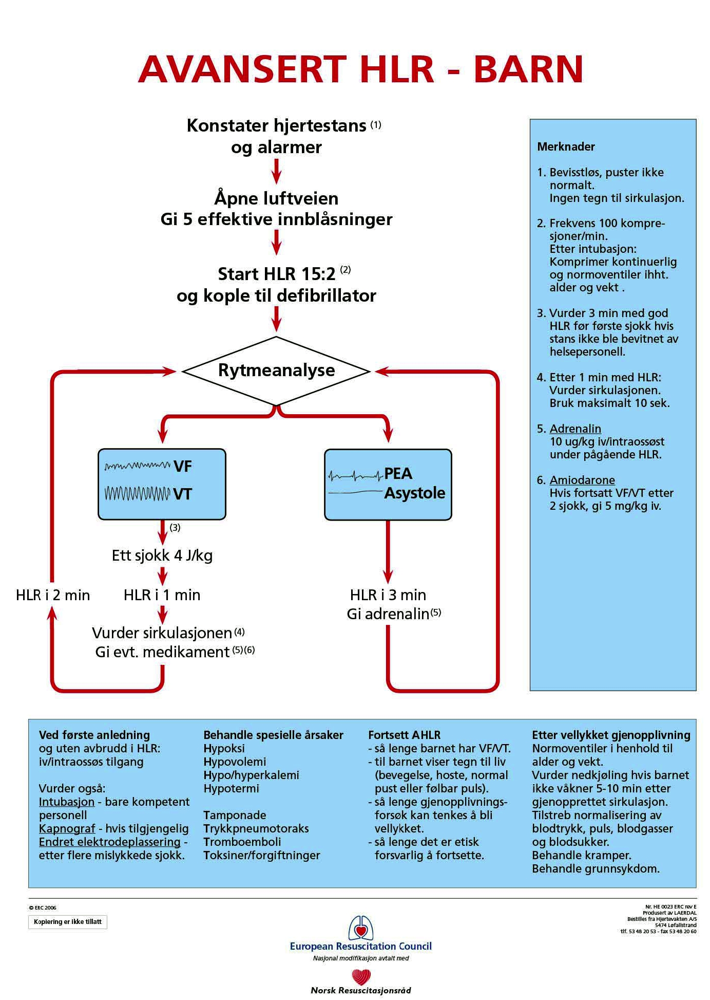 AVANSERT HLR - BARN
Konstater hjertestans (1)
og alarmer
Åpne luftveien
Gi 5 effektive innblåsninger
Start HLR 15:2 (2)
og kople til defibrillator
Rytmeanalyse
VF
VT
PEA
Asystole
(3)
Ett sjokk 4 J/kg
HLR i 2 min
HLR i 1 min
Vurder sirkulasjonen (4)
Gi evt. medikament (5)(6)
HLR i 3 min
Gi adrenalin (5)
Merknader
1. Bevisstløs, puster ikke
normalt.
Ingen tegn til sirkulasjon.
2. Frekvens 100 kompre-
sjoner/min.
Etter intubasjon:
Komprimer kontinuerlig
og normoventiler ihht.
alder og vekt .
3. Vurder 3 min med god
HLR før første sjokk hvis
stans ikke ble bevitnet av
helsepersonell.
4. Etter 1 min med HLR:
Vurder sirkulasjonen.
Bruk maksimalt 10 sek.
5. Adrenalin
10 ug/kg iv/intraossøst
under pågående HLR.
6. Amiodarone
Hvis fortsatt VF/VT etter
2 sjokk, gi 5 mg/kg iv.
Ved første anledning
og uten avbrudd i HLR:
iv/intraossøs tilgang
Vurder også:
Intubasjon - bare kompetent
personell
Kapnograf - hvis tilgjengelig
Endret elektrodeplassering -
etter flere mislykkede sjokk.
Behandle spesielle årsaker
Hypoksi
Hypovolemi
Hypo/hyperkalemi
Hypotermi
Tamponade
Trykkpneumotoraks
Tromboemboli
Toksiner/forgiftninger
Fortsett AHLR
- så lenge barnet har VF/VT.
- til barnet viser tegn til liv
(bevegelse, hoste, normal
pust eller følbar puls).
- så lenge gjenopplivnings-
forsøk kan tenkes å bli
vellykket.
- så lenge det er etisk
forsvarlig å fortsette.
Etter vellykket gjenopplivning
Normoventiler i henhold til
alder og vekt.
Vurder nedkjøling hvis barnet
ikke våkner 5-10 min etter
gjenopprettet sirkulasjon.
Tilstreb normalisering av
blodtrykk, puls, blodgasser
og blodsukker.
Behandle kramper.
Behandle grunnsykdom.
© ERC 2006
Kopiering er ikke tillatt
Nr. HE 0023 ERC rev E
Produsert av LAERDAL
Bestilles fra Hjertevakten A/S
5474 Løfallstrand
tlf. 53 48 20 53 - fax 53 48 20 60
European Resuscitation Council
Nasjonal modifikasjon avtalt med
Norsk Resuscitasjonsråd